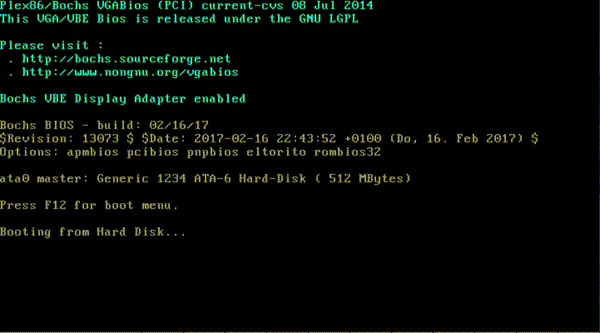 Plex86/Bochs VGABios (PCI) current-cvs 08 Jul 2014
This VGA/VBE Bios is released under the GNU LGPL
Please visit :
. http://bochs.sourceforge.net
. http://www.nongnu.org/vgabios
Bochs VBE Display Adapter enabled
Bochs BIOS - build: 02/16/17
$Revision: 13073 $ $Date: 2017-02-16 22:43:52 +0100 (Do, 16. Feb 2017) $
Options: apmbios pcibios pnpbios eltorito rombios32
ata0 master: Generic 1234 ATA-6 Hard-Disk ( 512 MBytes)
Press F12 for boot menu.
Booting from Hard Disk...